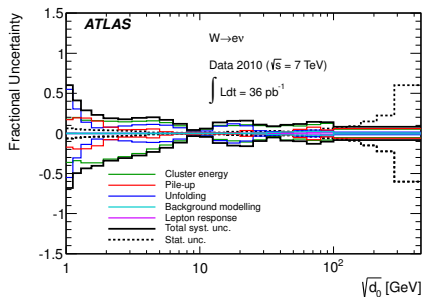 ATLAS
W→eν
Data 2010 (√s = 7 TeV)
∫ Ldt = 36 pb⁻¹
Fractional Uncertainty
1.5
1
0.5
0
-0.5
-1
-1.5
Cluster energy
Pile-up
Unfolding
Background modelling
Lepton response
Total syst. unc.
Stat. unc.
1 10 10²
√d₀ [GeV]